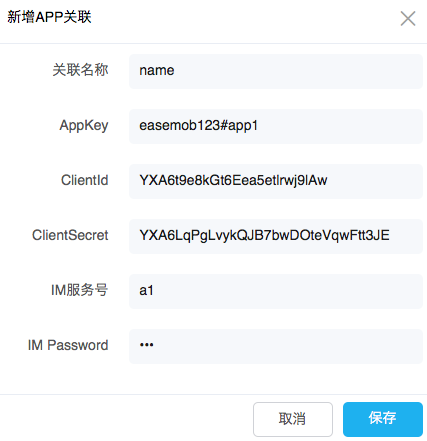 新增APP关联
关联名称 name
AppKey easemob123#app1
ClientId YXA6t9e8kGt6Eea5etlrwj9lAw
ClientSecret YXA6LqPgLvykQJB7bwDOteVqwFtt3JE
IM服务号 a1
IM Password •••
取消 保存